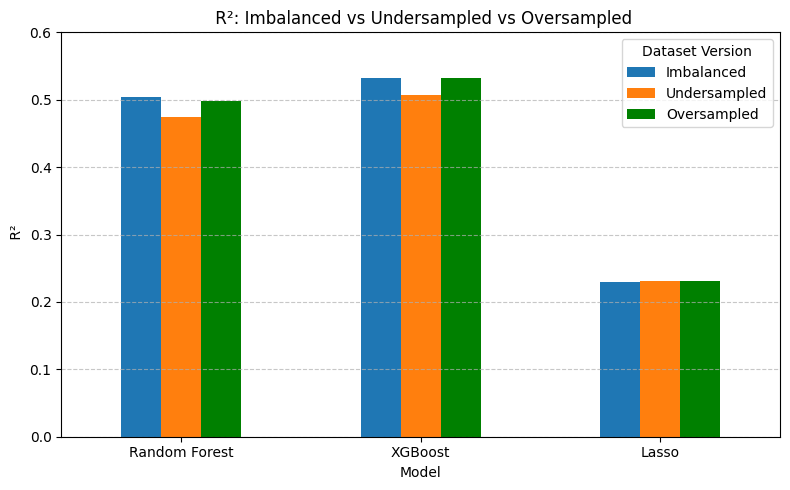 R²: Imbalanced vs Undersampled vs Oversampled
0.6
0.5
0.4
0.3
0.2
0.1
0.0
R²
Dataset Version
Imbalanced
Undersampled
Oversampled
Random Forest
XGBoost
Lasso
Model